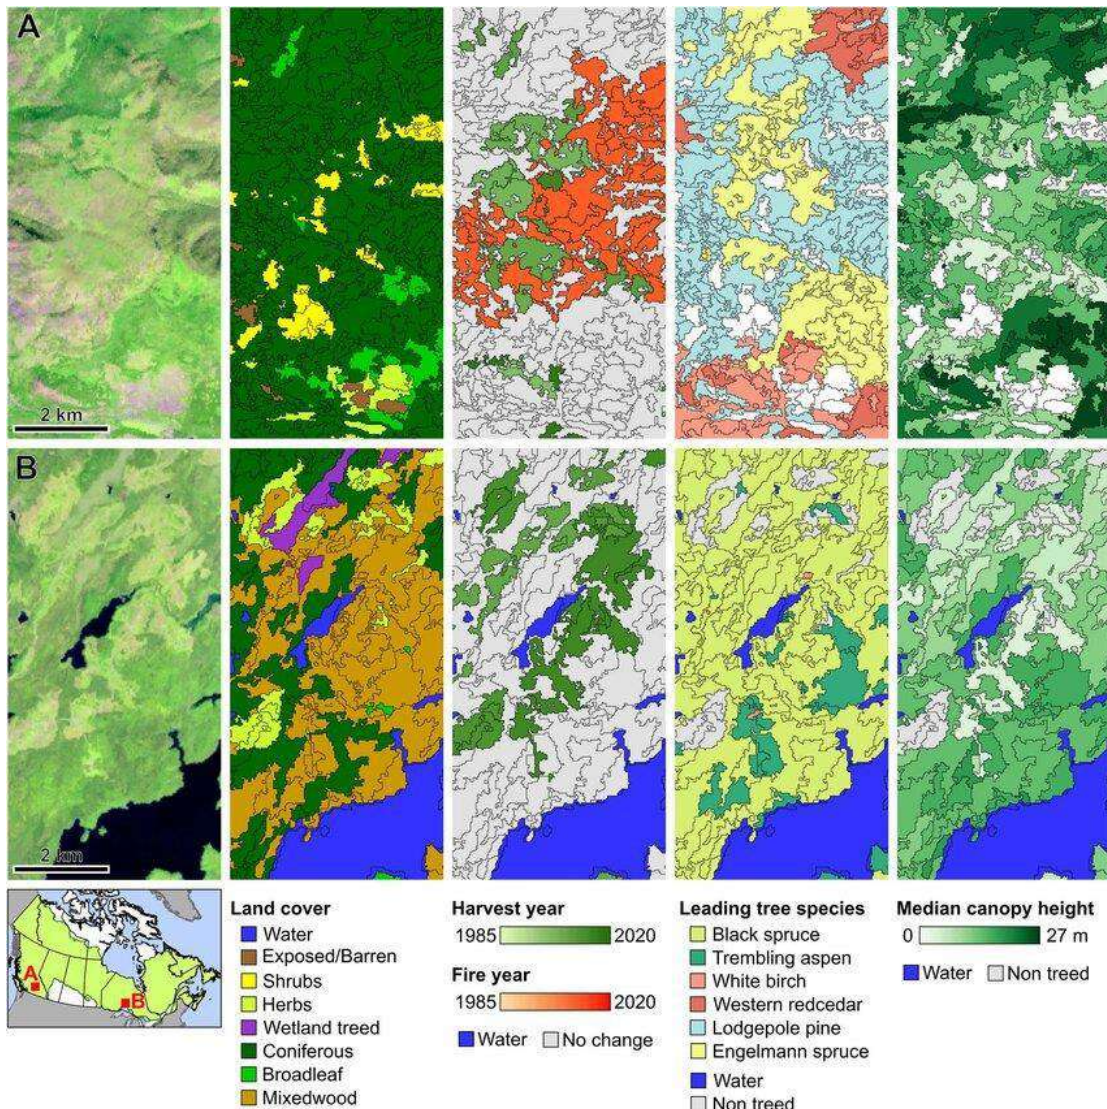 A
2 km
B
2 km
A
B
Land cover
Water
Exposed/Barren
Shrubs
Herbs
Wetland treed
Coniferous
Broadleaf
Mixedwood
Harvest year
1985 2020
Fire year
1985 2020
Water No change
Leading tree species
Black spruce
Trembling aspen
White birch
Western redcedar
Lodgepole pine
Engelmann spruce
Water
Non treed
Median canopy height
0 27 m
Water Non treed